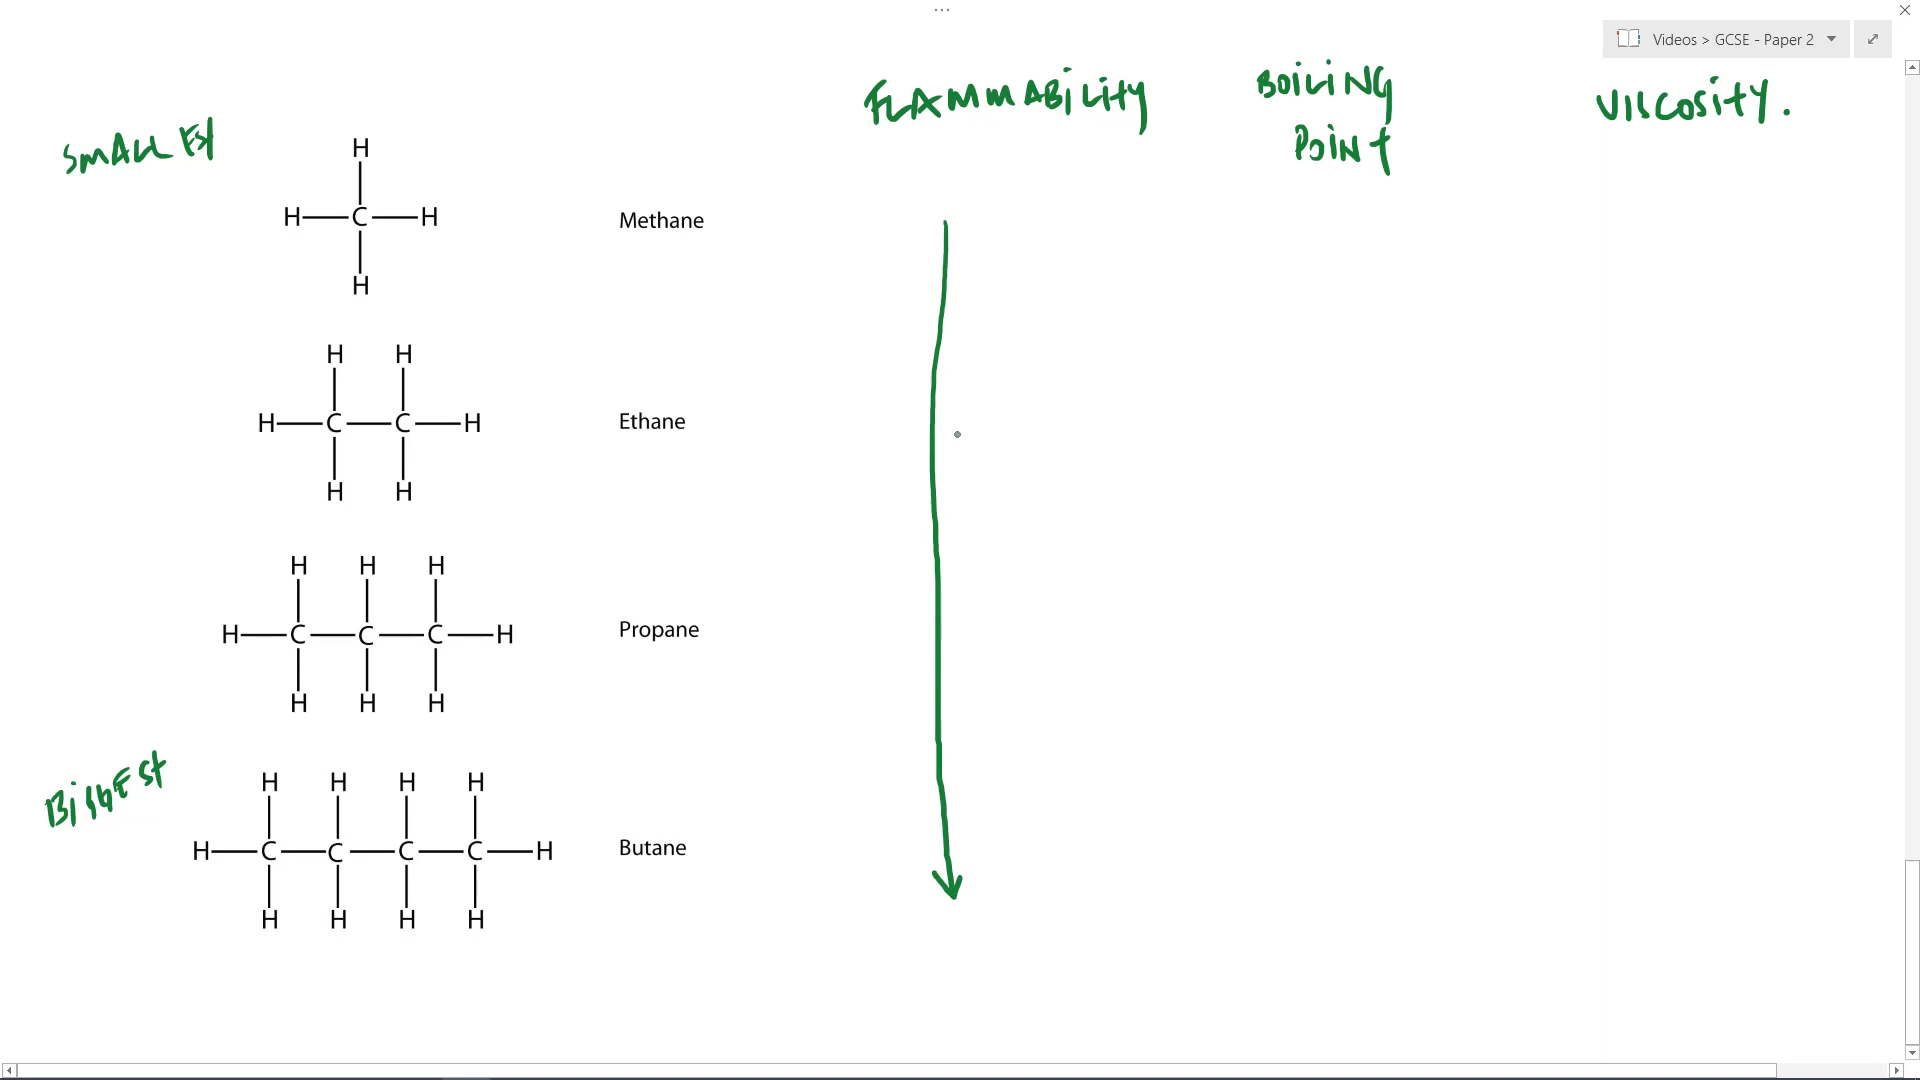 ...
Videos > GCSE - Paper 2
FLAMMABILITY
BOILING
POINT
VISCOSITY.
SMALLEST
H
H C H
H
Methane
H H
H C C H
H H
Ethane
H H H
H C C C H
H H H
Propane
BIGGEST
H H H H
H C C C C H
H H H H
Butane